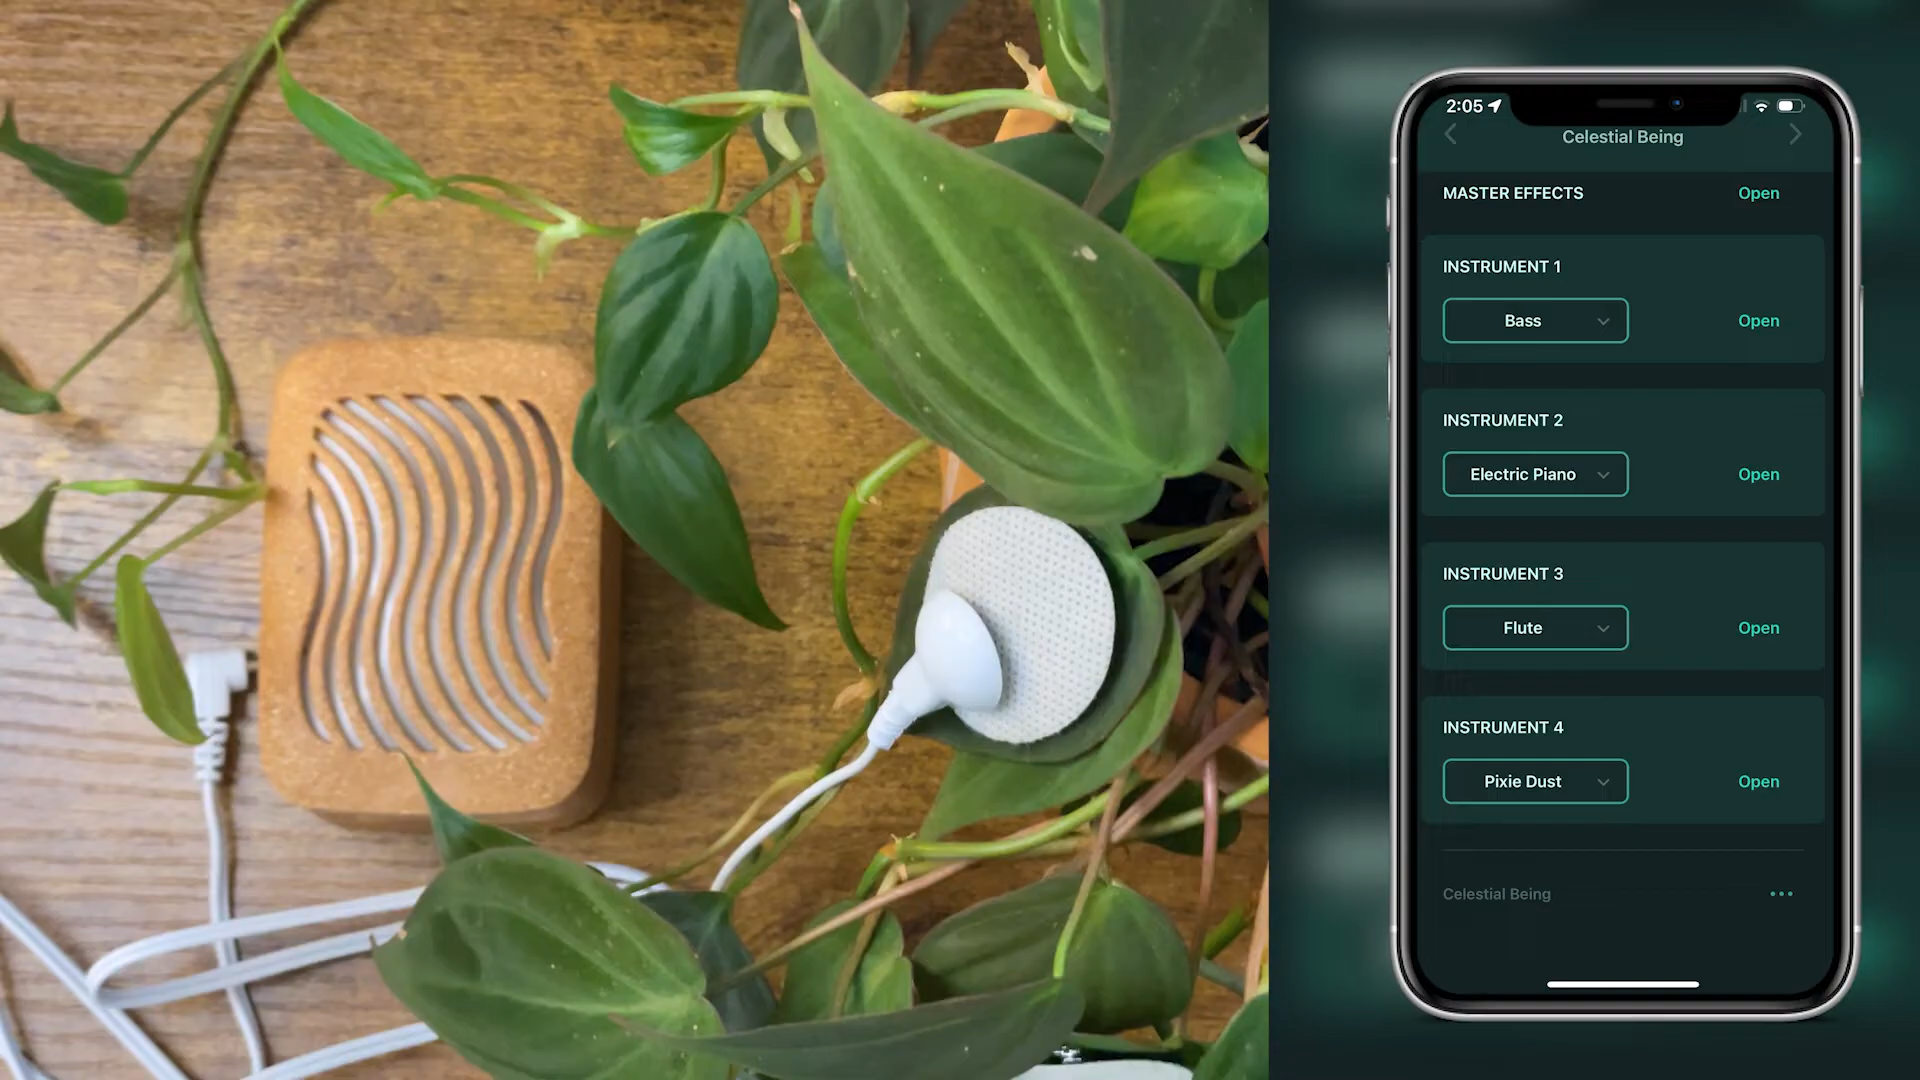 2:05
Celestial Being
MASTER EFFECTS Open
INSTRUMENT 1
Bass Open
INSTRUMENT 2
Electric Piano Open
INSTRUMENT 3
Flute Open
INSTRUMENT 4
Pixie Dust Open
Celestial Being